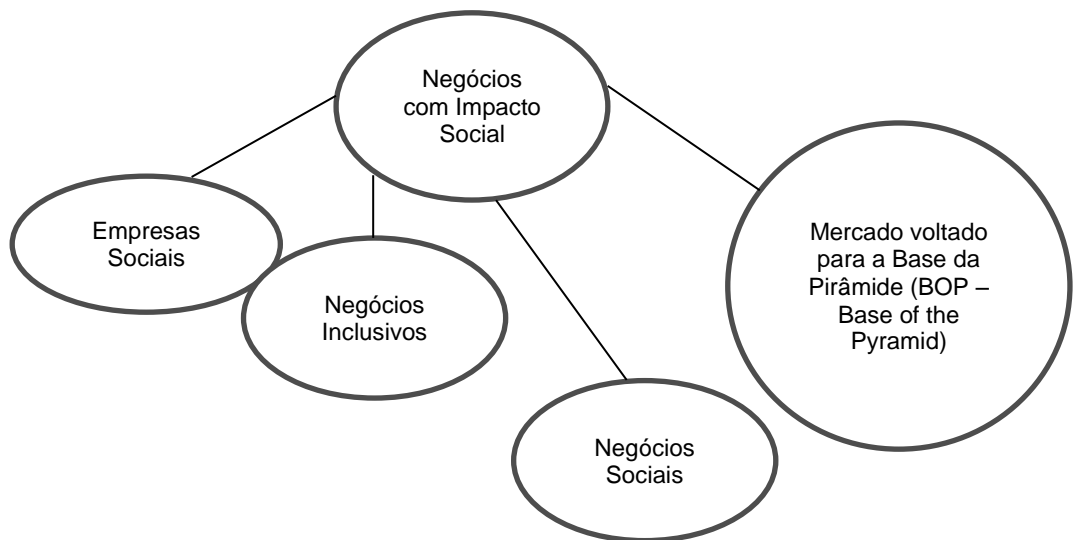 Negócios
com Impacto
Social
Empresas
Sociais
Negócios
Inclusivos
Mercado voltado
para a Base da
Pirâmide (BOP –
Base of the
Pyramid)
Negócios
Sociais